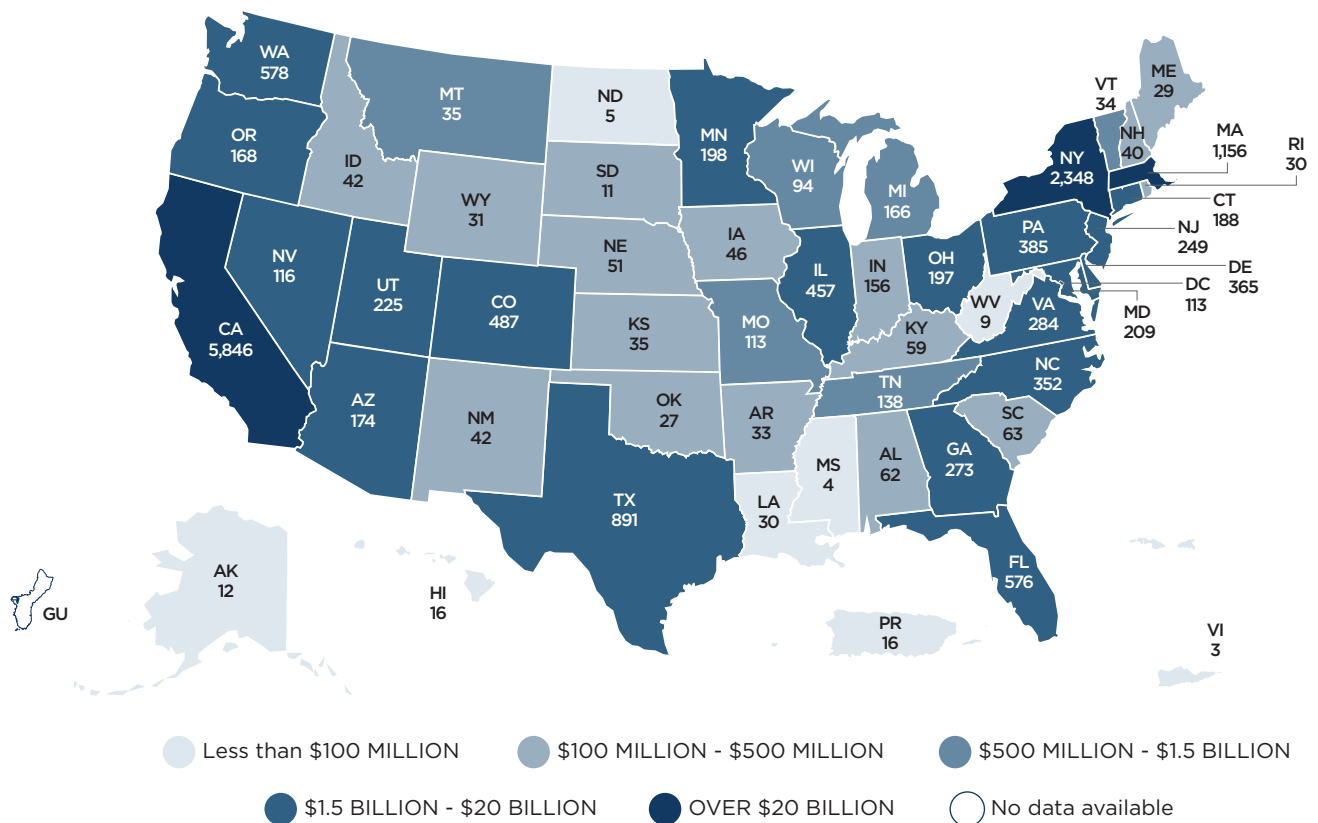 WA
578
OR
168
CA
5,846
NV
116
ID
42
MT
35
WY
31
UT
225
AZ
174
CO
487
NM
42
ND
5
SD
11
NE
51
KS
35
OK
27
TX
891
MN
198
IA
46
MO
113
AR
33
LA
30
WI
94
IL
457
MI
166
IN
156
OH
197
KY
59
TN
138
MS
4
AL
62
GA
273
FL
576
SC
63
NC
352
VA
284
WV
9
PA
385
NY
2,348
VT
34
NH
40
ME
29
MA
1,156
RI
30
CT
188
NJ
249
DE
365
DC
113
MD
209
AK
12
HI
16
GU
PR
16
VI
3
Less than $100 MILLION
$100 MILLION - $500 MILLION
$500 MILLION - $1.5 BILLION
$1.5 BILLION - $20 BILLION
OVER $20 BILLION
No data available